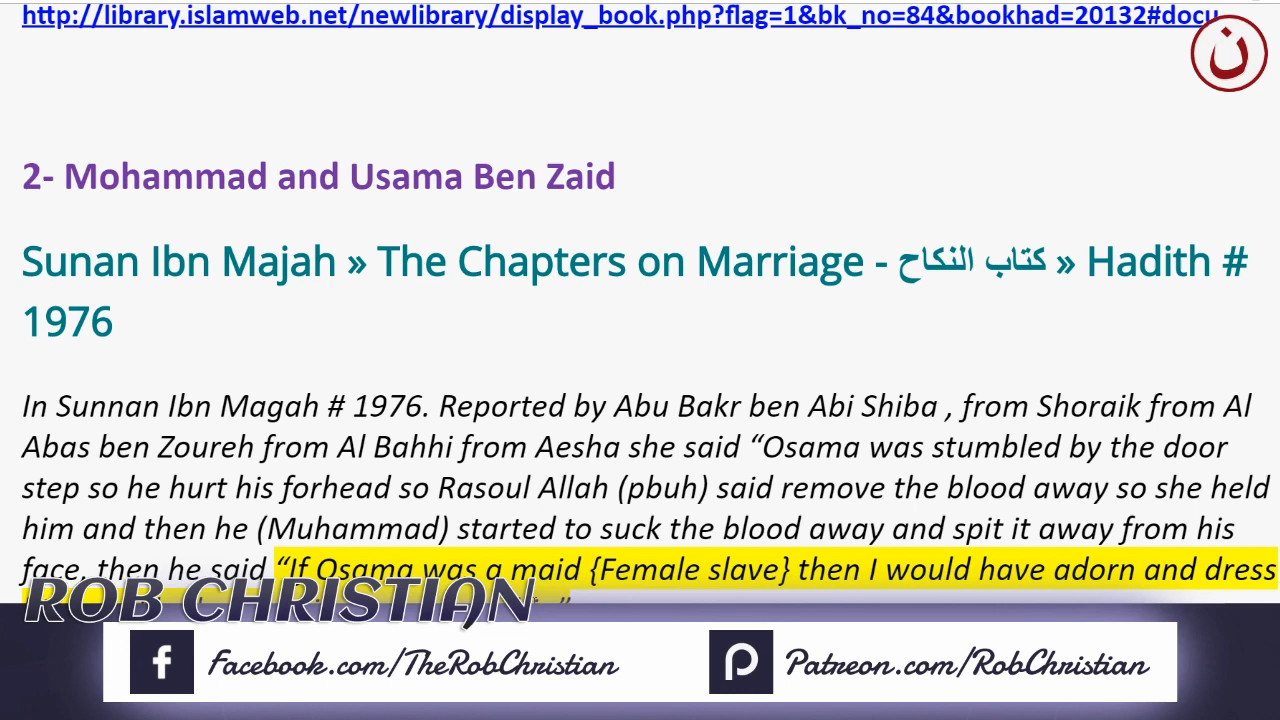 http://library.islamweb.net/newlibrary/display_book.php?flag=1&bk_no=84&bookhad=20132#docu
ن
2- Mohammad and Usama Ben Zaid
Sunan Ibn Majah » The Chapters on Marriage - كتاب النكاح » Hadith #
1976
In Sunnan Ibn Magah # 1976. Reported by Abu Bakr ben Abi Shiba , from Shoraik from Al
Abas ben Zoureh from Al Bahhi from Aesha she said “Osama was stumbled by the door
step so he hurt his forhead so Rasoul Allah (pbuh) said remove the blood away so she held
him and then he (Muhammad) started to suck the blood away and spit it away from his
face, then he said “If Osama was a maid {Female slave} then I would have adorn and dress
ROB CHRISTIAN
Facebook.com/TheRobChristian
Patreon.com/RobChristian